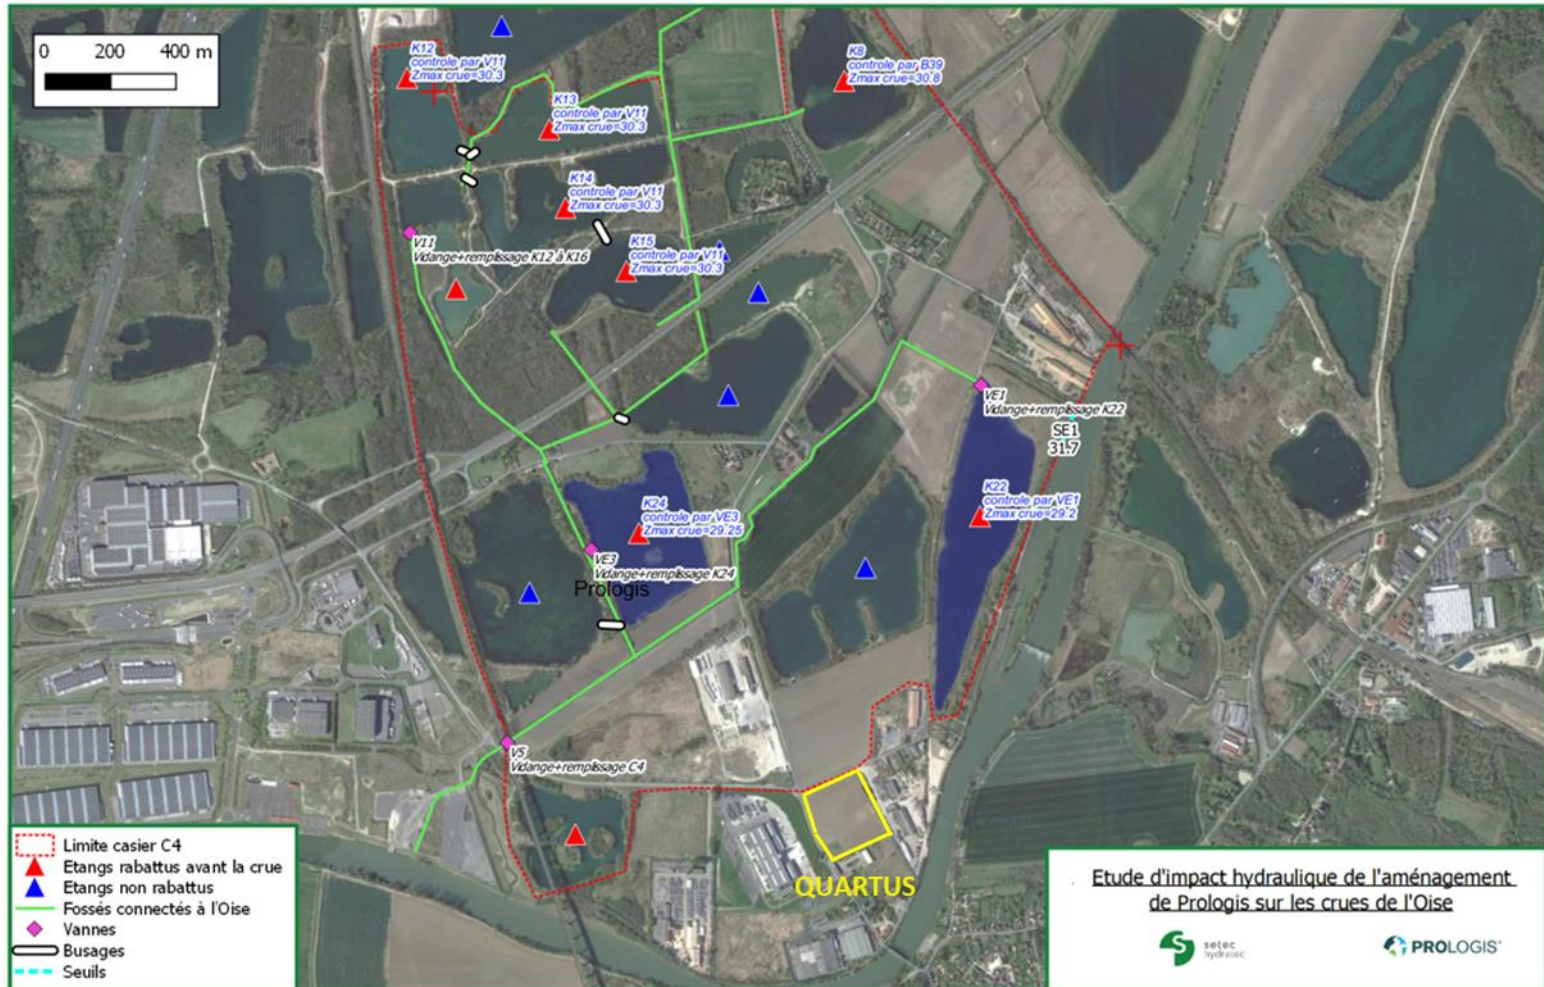 0 200 400 m
K12
controle par V11
Zmax crue=30.3
K8
controle par B39
Zmax crue=30.8
K13
controle par V11
Zmax crue=30.3
K14
controle par V11
Zmax crue=30.3
K15
controle par V11
Zmax crue=30.3
V11
Vidange+remplissage K12 à K16
VE1
Vidange+remplissage K22
SE1
31.7
K22
controle par VE1
Zmax crue=29.2
K24
controle par VE3
Zmax crue=29.25
VE3
Vidange+remplissage K24
Prologis
V5
Vidange+remplissage C4
QUARTUS
Limite casier C4
Etangs rabattus avant la crue
Etangs non rabattus
Fossés connectés à l'Oise
Vannes
Busages
Seuils
Etude d'impact hydraulique de l'aménagement
de Prologis sur les crues de l'Oise
setec
hydratec
PROLOGIS